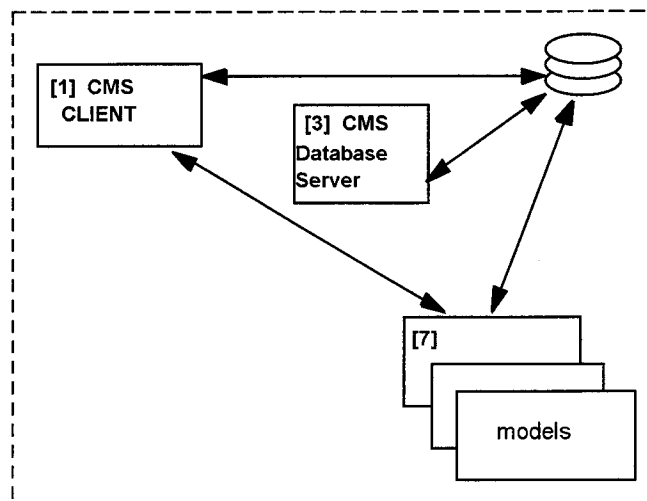 [1] CMS
CLIENT
[3] CMS
Database
Server
[7]
models